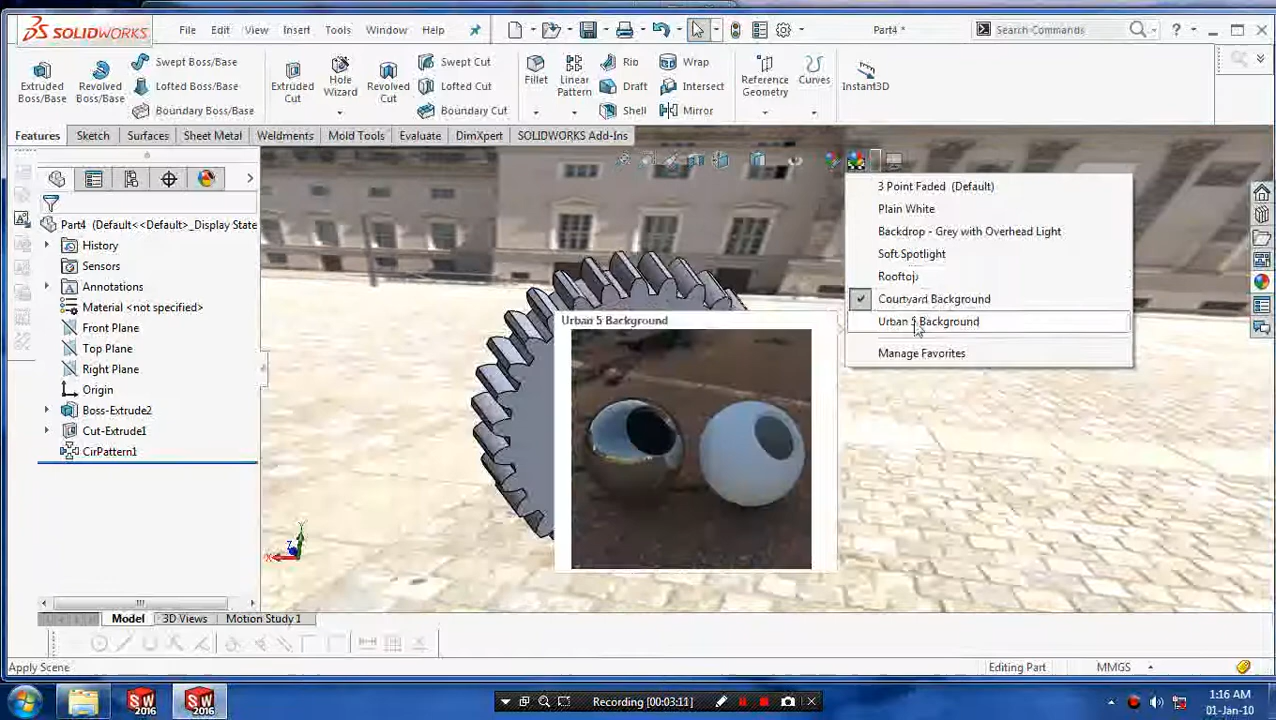 SOLIDWORKS
File Edit View Insert Tools Window Help
Part4 *
Search Commands
Extruded Boss/Base
Revolved Boss/Base
Swept Boss/Base
Lofted Boss/Base
Boundary Boss/Base
Extruded Cut
Hole Wizard
Revolved Cut
Swept Cut
Lofted Cut
Boundary Cut
Fillet
Linear Pattern
Rib
Draft
Shell
Wrap
Intersect
Mirror
Reference Geometry
Curves
Instant3D
Features Sketch Surfaces Sheet Metal Weldments Mold Tools Evaluate DimXpert SOLIDWORKS Add-Ins
Part4 (Default<<Default>_Display State
History
Sensors
Annotations
Material <not specified>
Front Plane
Top Plane
Right Plane
Origin
Boss-Extrude2
Cut-Extrude1
CirPattern1
3 Point Faded (Default)
Plain White
Backdrop - Grey with Overhead Light
Soft Spotlight
Rooftop
Courtyard Background
Urban 5 Background
Manage Favorites
Urban 5 Background
Y
Z
X
Model 3D Views Motion Study 1
Apply Scene
Editing Part
MMGS
SW 2016
SW 2016
Recording [00:03:11]
1:16 AM
01-Jan-10